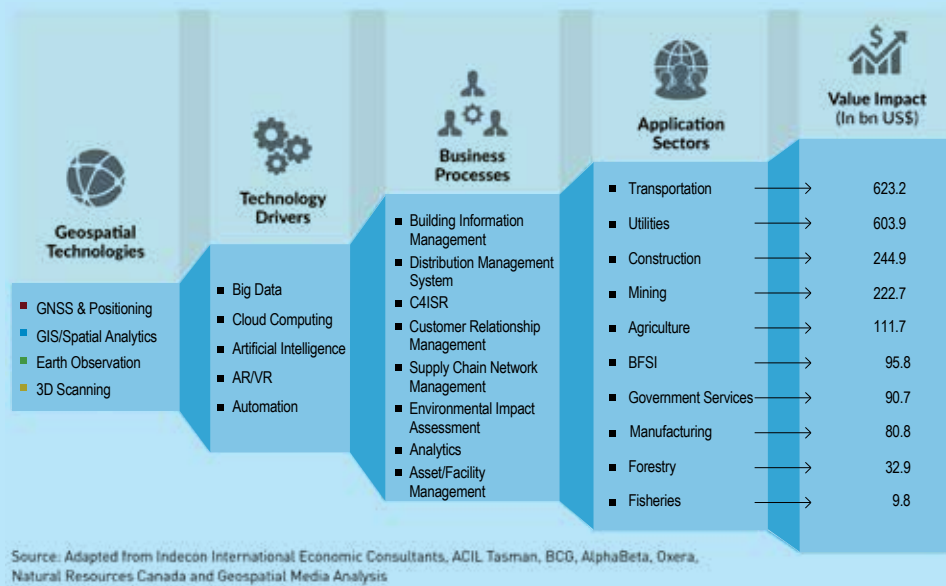 Geospatial
Technologies
GNSS & Positioning
GIS/Spatial Analytics
Earth Observation
3D Scanning
Technology
Drivers
Big Data
Cloud Computing
Artificial Intelligence
AR/VR
Automation
Business
Processes
Building Information
Management
Distribution Management
System
C4ISR
Customer Relationship
Management
Supply Chain Network
Management
Environmental Impact
Assessment
Analytics
Asset/Facility
Management
Application
Sectors
$
Value Impact
(In bn US$)
Transportation 623.2
Utilities 603.9
Construction 244.9
Mining 222.7
Agriculture 111.7
BFSI 95.8
Government Services 90.7
Manufacturing 80.8
Forestry 32.9
Fisheries 9.8
Source: Adapted from Indecon International Economic Consultants, ACIL Tasman, BCG, AlphaBeta, Oxera,
Natural Resources Canada and Geospatial Media Analysis